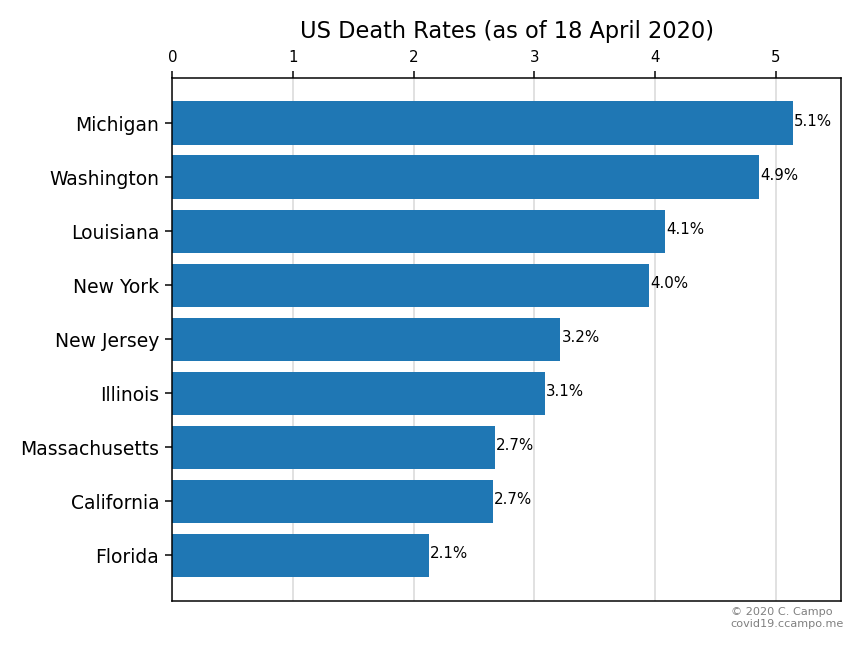 US Death Rates (as of 18 April 2020)
0 1 2 3 4 5
Michigan 5.1%
Washington 4.9%
Louisiana 4.1%
New York 4.0%
New Jersey 3.2%
Illinois 3.1%
Massachusetts 2.7%
California 2.7%
Florida 2.1%
© 2020 C. Campo
covid19.ccampo.me